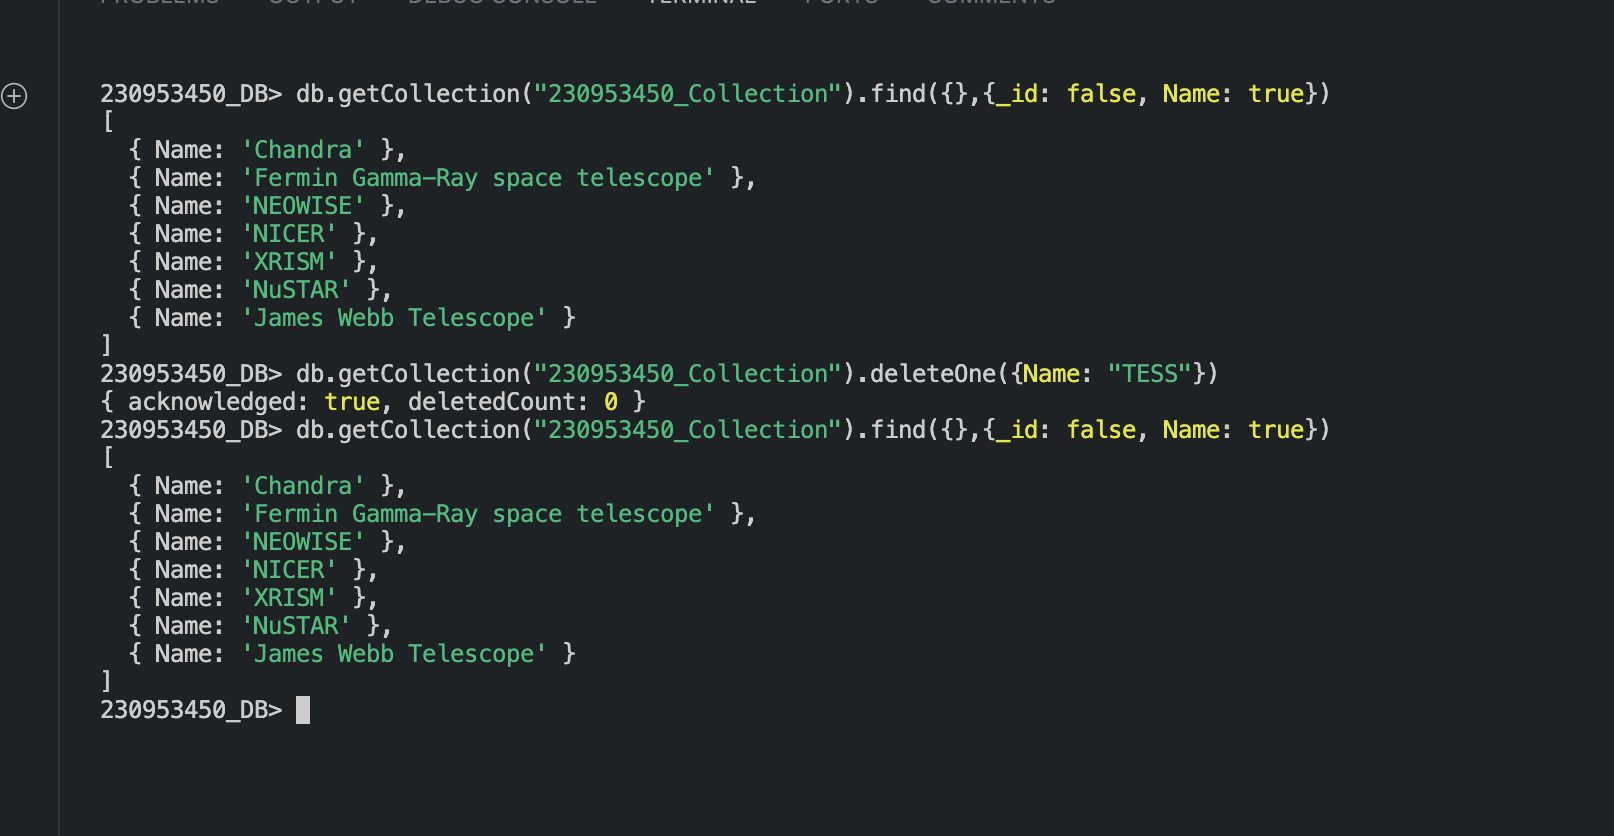 PROBLEMS OUTPUT DEBUG CONSOLE TERMINAL PORTS COMMENTS
230953450_DB> db.getCollection("230953450_Collection").find({},{_id: false, Name: true})
[
  { Name: 'Chandra' },
  { Name: 'Fermin Gamma-Ray space telescope' },
  { Name: 'NEOWISE' },
  { Name: 'NICER' },
  { Name: 'XRISM' },
  { Name: 'NuSTAR' },
  { Name: 'James Webb Telescope' }
]
230953450_DB> db.getCollection("230953450_Collection").deleteOne({Name: "TESS"})
{ acknowledged: true, deletedCount: 0 }
230953450_DB> db.getCollection("230953450_Collection").find({},{_id: false, Name: true})
[
  { Name: 'Chandra' },
  { Name: 'Fermin Gamma-Ray space telescope' },
  { Name: 'NEOWISE' },
  { Name: 'NICER' },
  { Name: 'XRISM' },
  { Name: 'NuSTAR' },
  { Name: 'James Webb Telescope' }
]
230953450_DB>